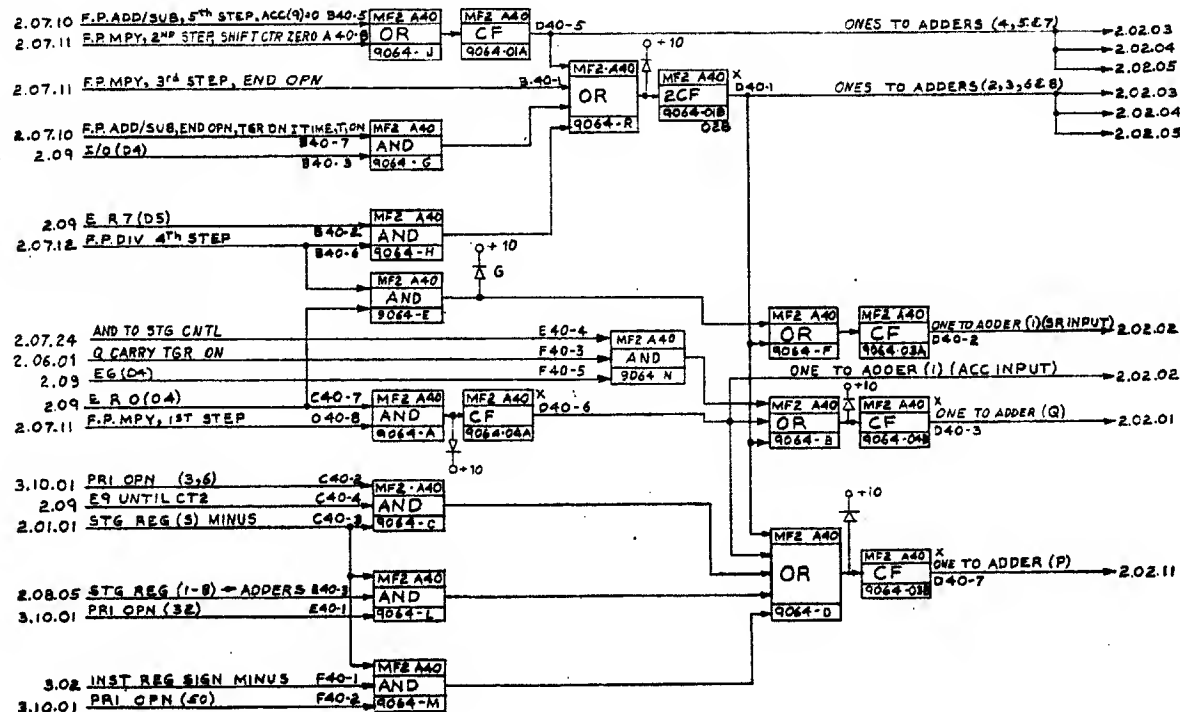 2.07.10 F.P. ADD/SUB, 5th STEP, ACC(9)=0 B40-5
2.07.11 F.P. MPY, 2ND STEP, SHIFT CTR ZERO A40-8
MF2 A40
OR
9064-J
MF2 A40
CF
9064-01A
D40-5
ONES TO ADDERS (4,5&7)
2.02.03
2.02.04
2.02.05
2.07.11 F.P. MPY, 3rd STEP, END OPN B40-1
MF2 A40
OR
9064-R
+10
MF2 A40
2CF
9064-01B
02B
X
D40-1
ONES TO ADDERS (2,3,6&8)
2.02.03
2.02.04
2.02.05
2.07.10 F.P. ADD/SUB, END OPN, TGR ON I TIME, T, ON
B40-7
2.09 I/O (D4)
B40-3
MF2 A40
AND
9064-G
2.09 E R7 (D5)
B40-2
2.07.12 F.P. DIV 4Th STEP
B40-6
MF2 A40
AND
9064-H
+10
G
MF2 A40
AND
9064-E
2.07.24 AND TO STG CNTL E40-4
2.06.01 Q CARRY TGR ON F40-3
2.09 E6 (D4) F40-5
MF2 A40
AND
9064 N
MF2 A40
OR
9064-F
MF2 A40
CF
9064-03A
ONE TO ADDER (1)(SR INPUT)
D40-2
2.02.02
ONE TO ADDER (1) (ACC INPUT)
2.02.02
2.09 E R 0 (D4) C40-7
2.07.11 F.P. MPY, 1ST STEP D40-8
MF2 A40
AND
9064-A
+10
MF2 A40
CF
9064-04A
X
D40-6
MF2 A40
OR
9064-B
+10
MF2 A40
CF
9064-04B
X
ONE TO ADDER (Q)
D40-3
2.02.01
3.10.01 PRI OPN (3,6) C40-2
2.09 E9 UNTIL CT2 C40-4
2.01.01 STG REG (S) MINUS C40-3
MF2 A40
AND
9064-C
2.08.05 STG REG (1-8) → ADDERS E40-3
3.10.01 PRI OPN (32) E40-1
MF2 A40
AND
9064-L
MF2 A40
OR
9064-D
+10
MF2 A40
CF
9064-03B
X
ONE TO ADDER (P)
D40-7
2.02.11
3.02 INST REG SIGN MINUS F40-1
3.10.01 PRI OPN (50) F40-2
MF2 A40
AND
9064-M